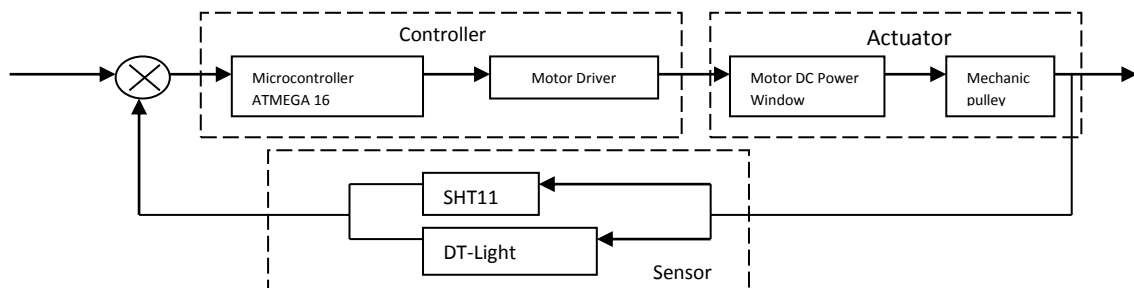 Controller
Actuator
Microcontroller
ATMEGA 16
Motor Driver
Motor DC Power
Window
Mechanic
pulley
SHT11
DT-Light
Sensor